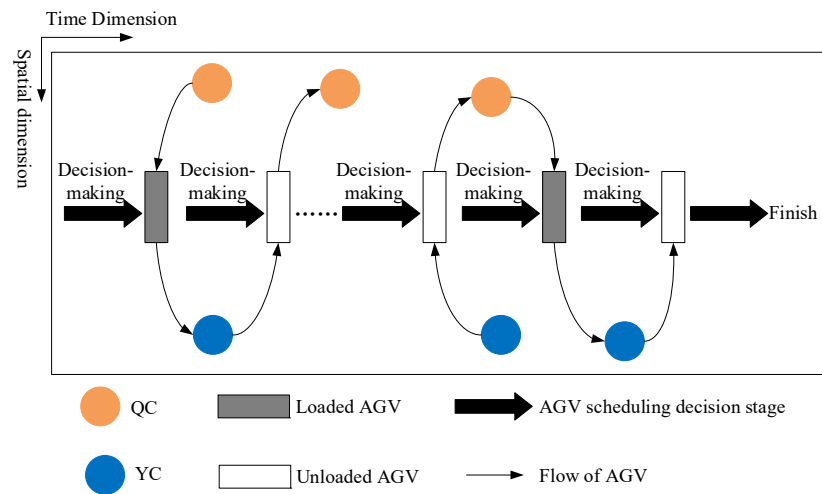 Time Dimension
Spatial dimension
Decision-
making
Decision-
making
......
Decision-
making
Decision-
making
Decision-
making
Finish
QC
Loaded AGV
AGV scheduling decision stage
YC
Unloaded AGV
Flow of AGV